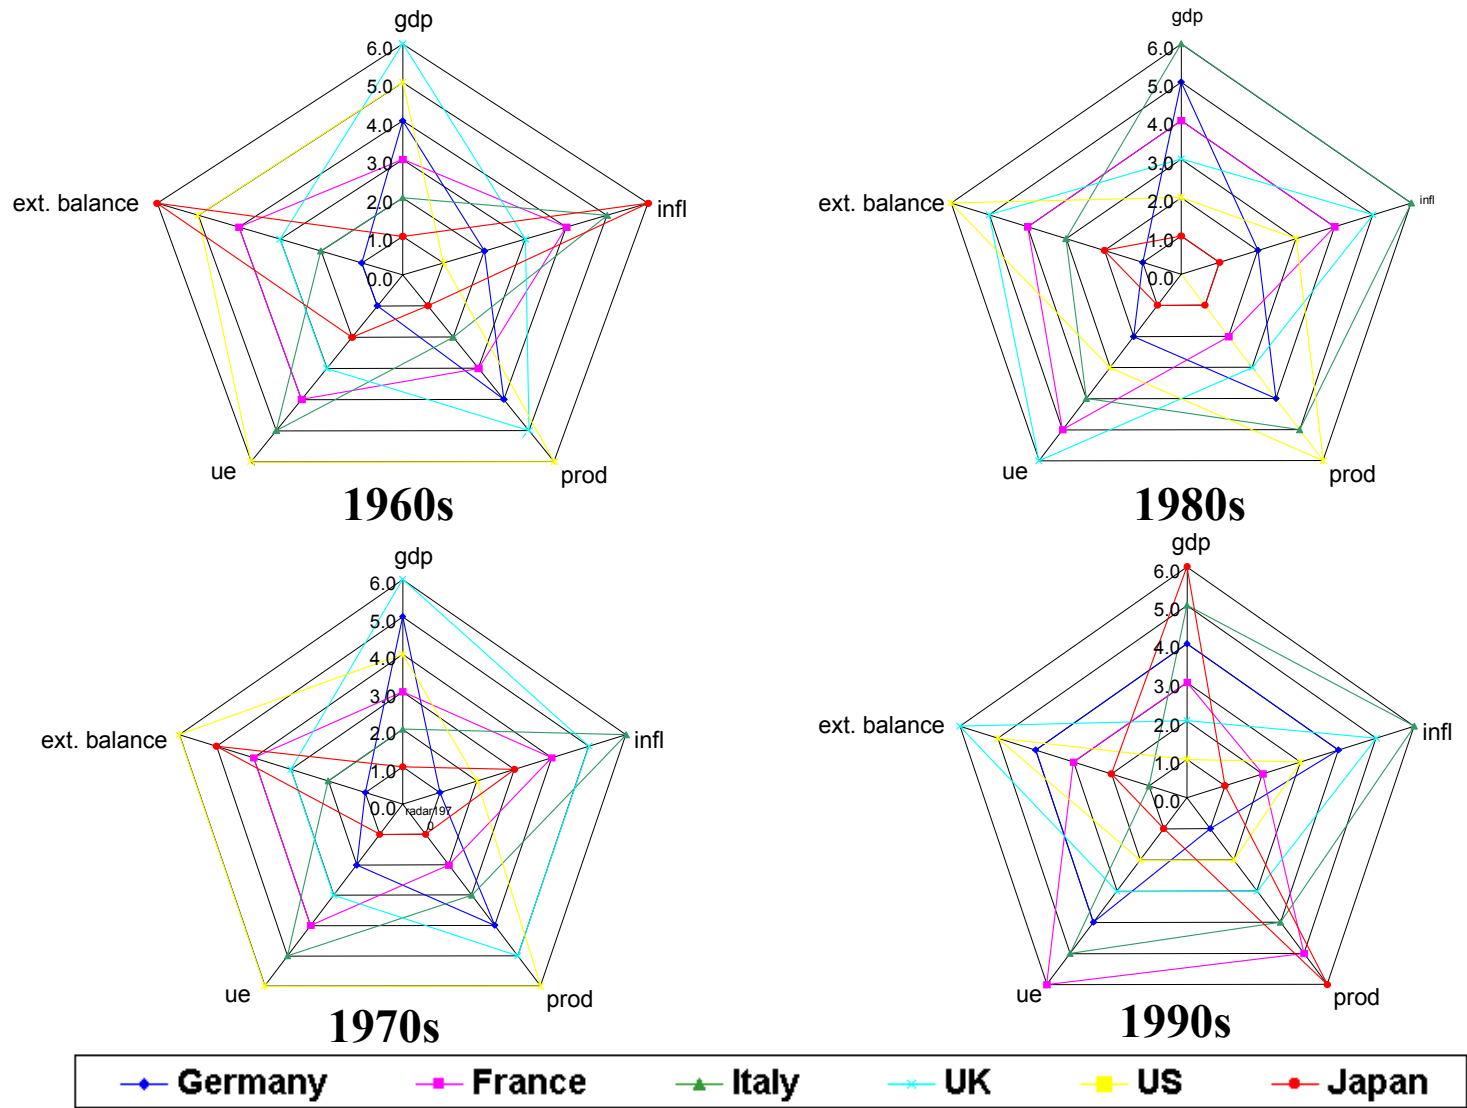 gdp
6.0
5.0
4.0
3.0
2.0
1.0
0.0
ext. balance
infl
ue
prod
1960s
gdp
6.0
5.0
4.0
3.0
2.0
1.0
0.0
ext. balance
infl
ue
prod
1980s
gdp
6.0
5.0
4.0
3.0
2.0
1.0
0.0
radar197
0
ext. balance
infl
ue
prod
1970s
gdp
6.0
5.0
4.0
3.0
2.0
1.0
0.0
ext. balance
infl
ue
prod
1990s
Germany France Italy UK US Japan